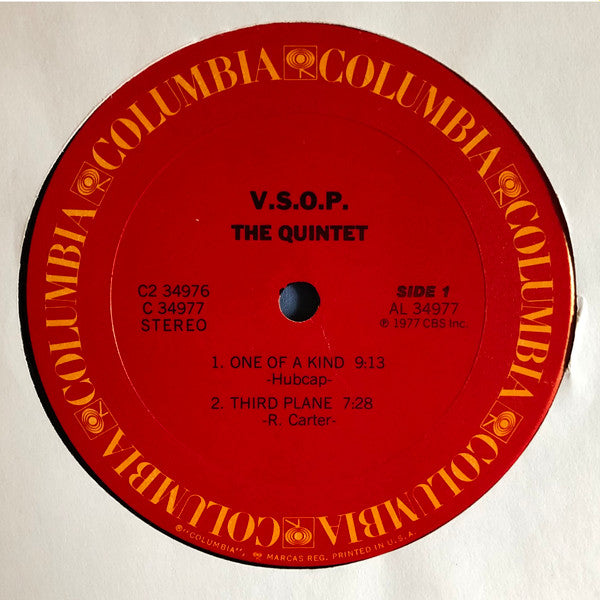 COLUMBIA COLUMBIA COLUMBIA COLUMBIA COLUMBIA COLUMBIA
V.S.O.P.
THE QUINTET
C2 34976
C 34977
STEREO
SIDE 1
AL 34977
℗ 1977 CBS Inc.
1. ONE OF A KIND 9:13
-Hubcap-
2. THIRD PLANE 7:28
-R. Carter-
®"COLUMBIA", MARCAS REG. PRINTED IN U.S.A.